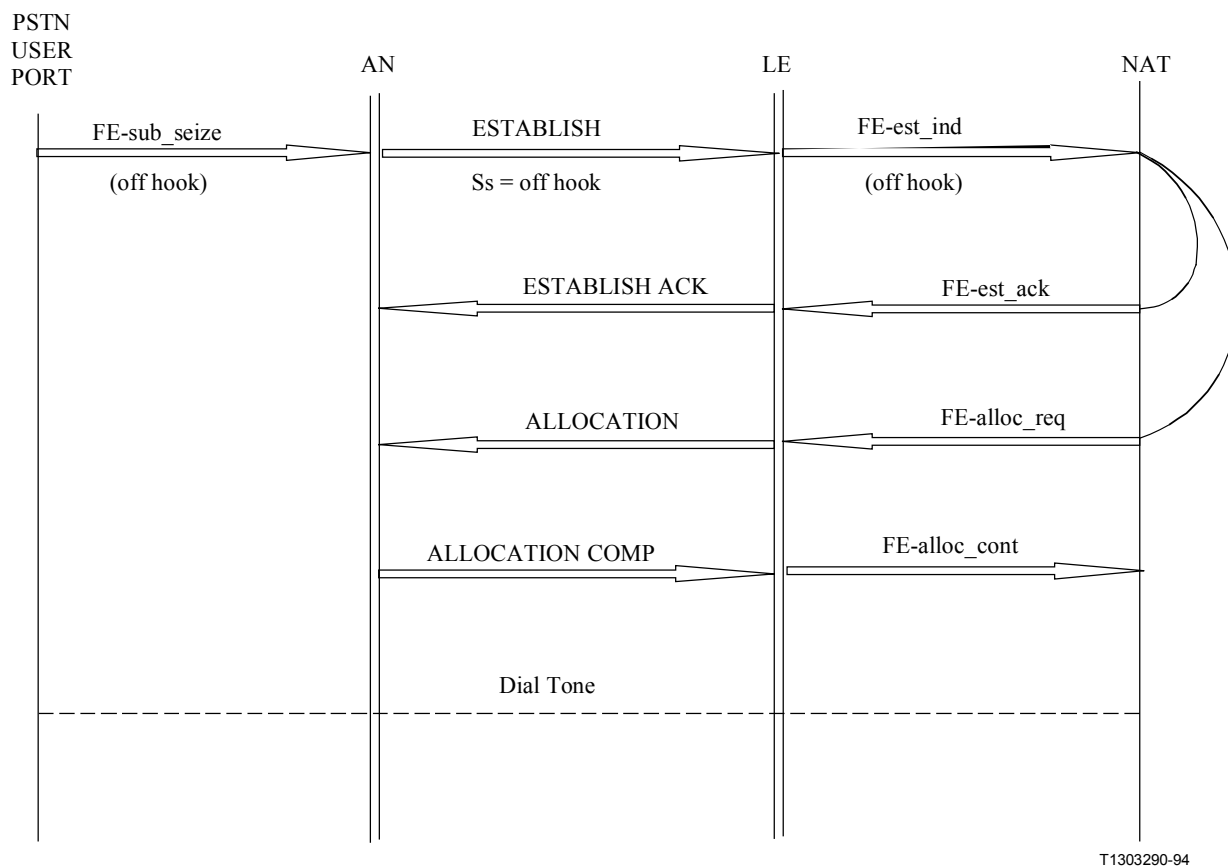 PSTN
USER
PORT
AN
LE
NAT
FE-sub_seize
ESTABLISH
FE-est_ind
(off hook)
Ss = off hook
(off hook)
ESTABLISH ACK
FE-est_ack
ALLOCATION
FE-alloc_req
ALLOCATION COMP
FE-alloc_cont
Dial Tone
T1303290-94